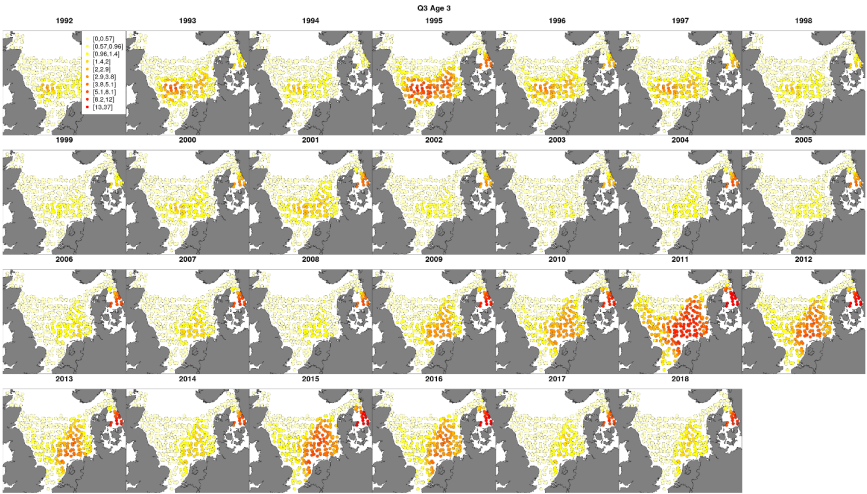 Q3 Age 3
1992 1993 1994 1995 1996 1997 1998
[0,0.57]
(0.57,0.96]
(0.96,1.4]
(1.4,2]
(2,2.9]
(2.9,3.8]
(3.8,5.1]
(5.1,8.1]
(8.2,12]
(13,37]
1999 2000 2001 2002 2003 2004 2005
2006 2007 2008 2009 2010 2011 2012
2013 2014 2015 2016 2017 2018